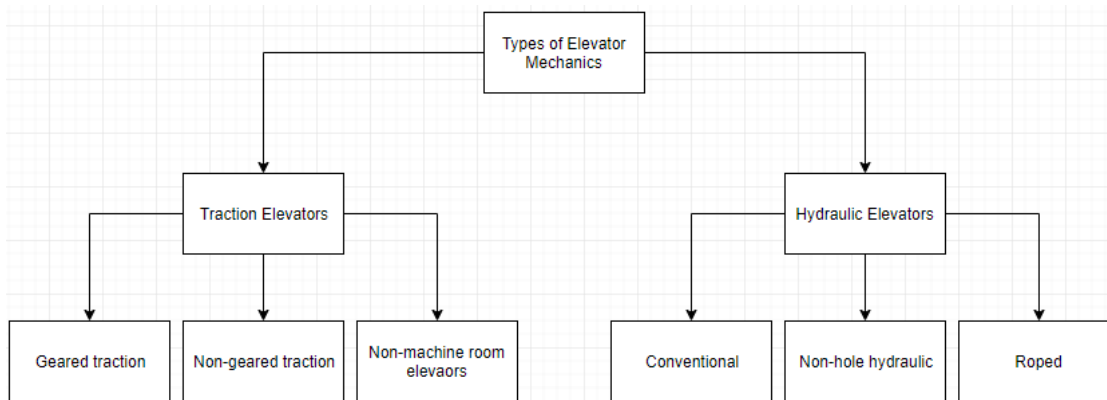 Types of Elevator
Mechanics
Traction Elevators
Hydraulic Elevators
Geared traction
Non-geared traction
Non-machine room
elevaors
Conventional
Non-hole hydraulic
Roped